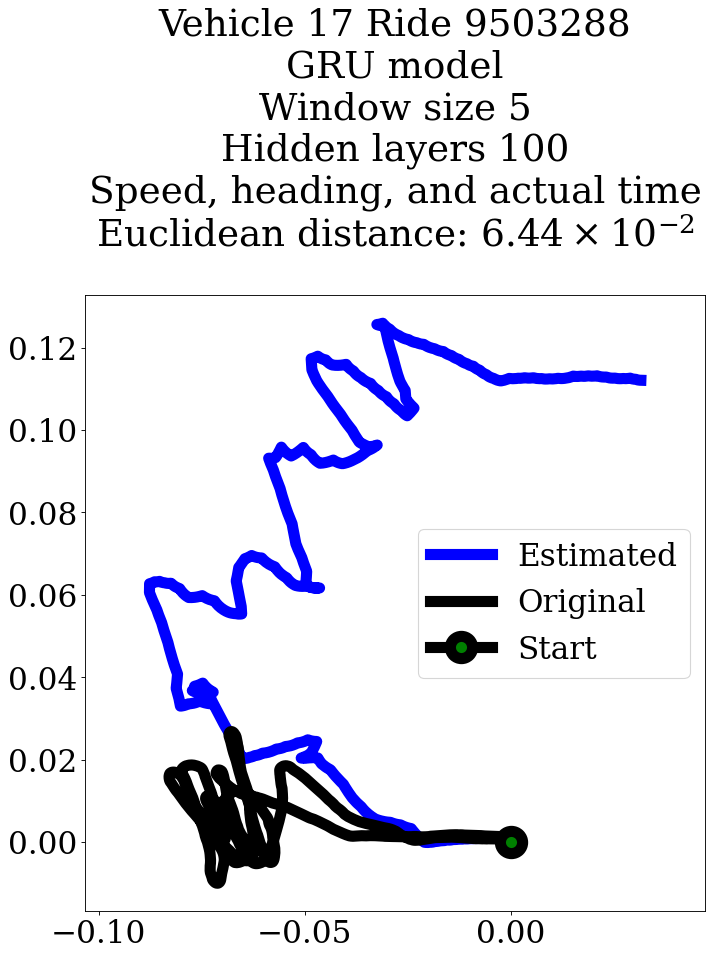 Vehicle 17 Ride 9503288
GRU model
Window size 5
Hidden layers 100
Speed, heading, and actual time
Euclidean distance: 6.44 × 10⁻²
0.12
0.10
0.08
0.06
0.04
0.02
0.00
Estimated
Original
Start
−0.10
−0.05
0.00